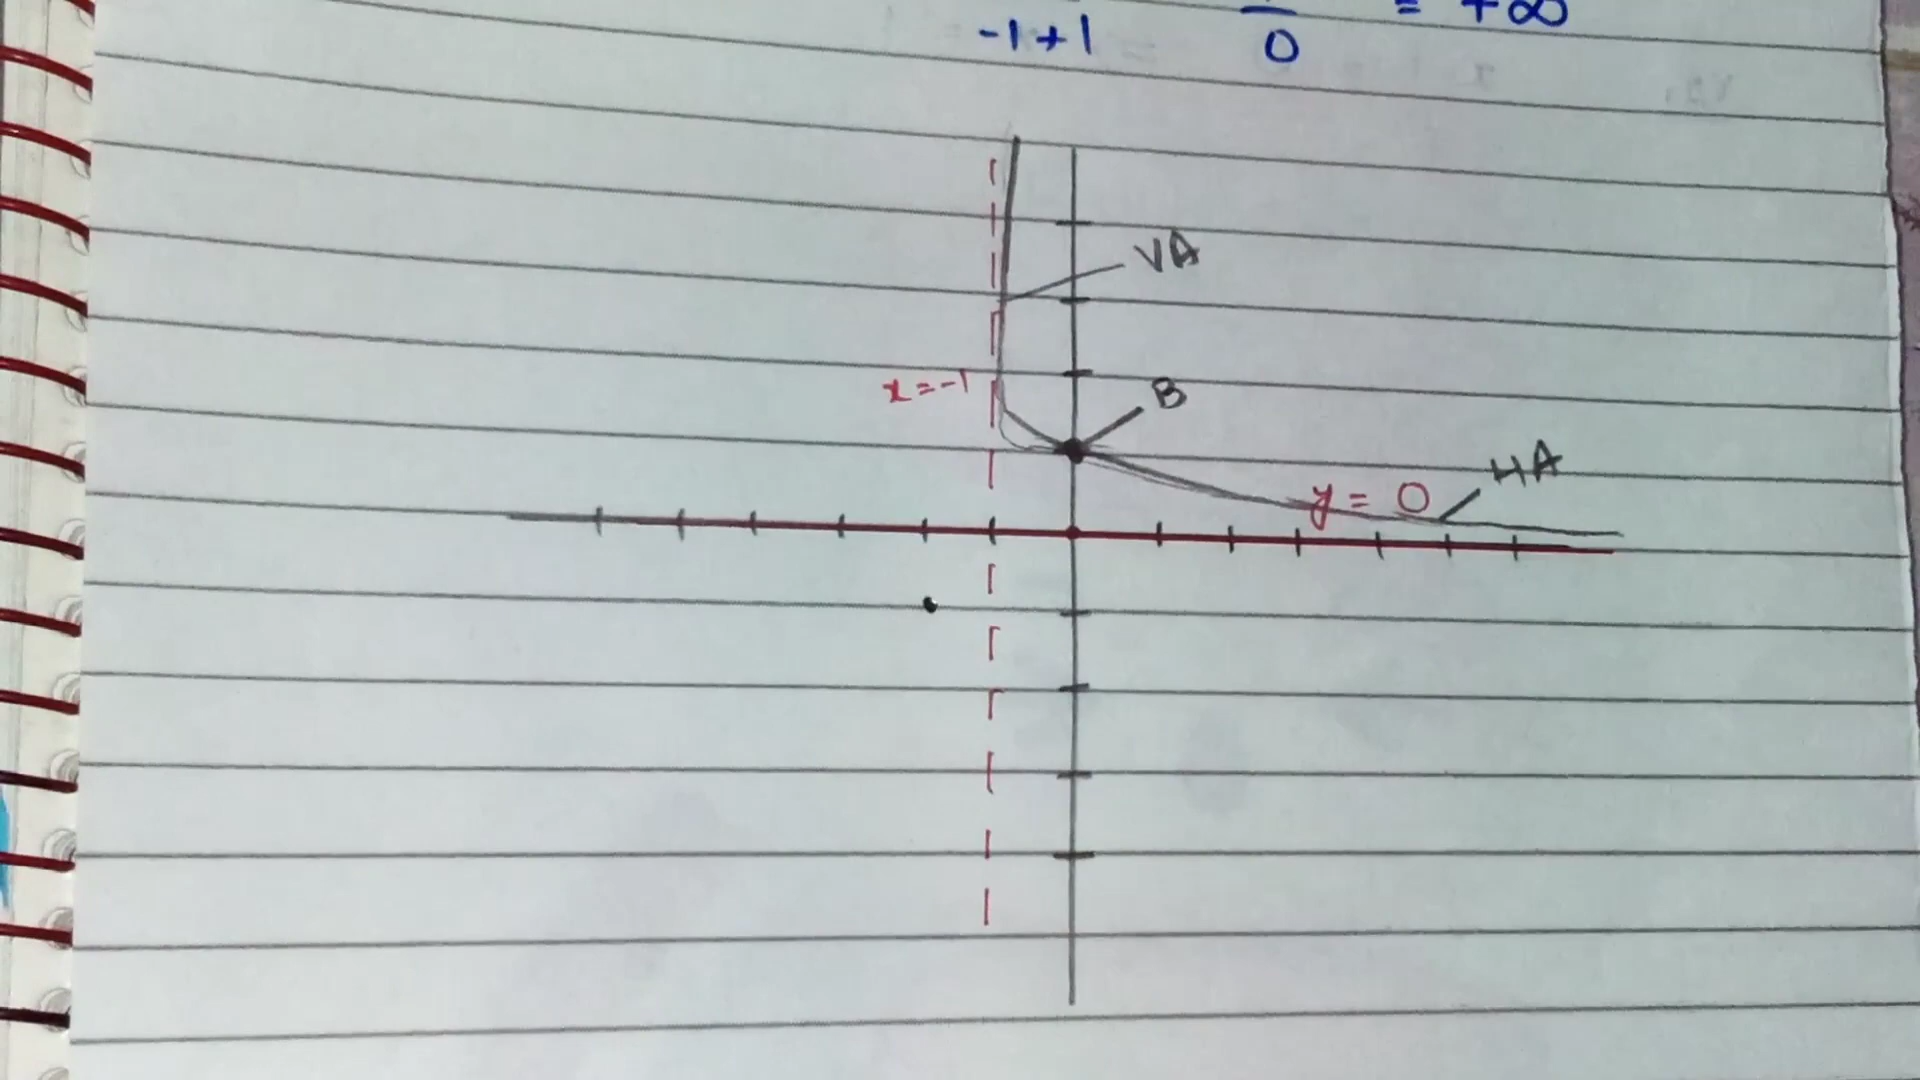 = +∞
-1+1 0
VA
x = -1
B
HA
y = 0